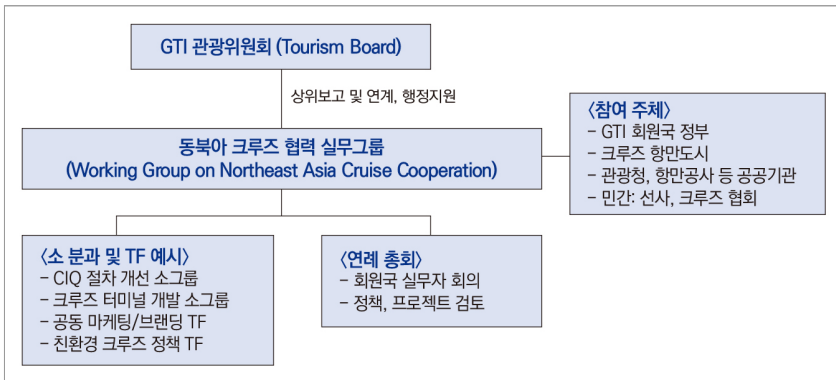 GTI 관광위원회 (Tourism Board)
상위보고 및 연계, 행정지원
동북아 크루즈 협력 실무그룹
(Working Group on Northeast Asia Cruise Cooperation)
〈참여 주체〉
– GTI 회원국 정부
– 크루즈 항만도시
– 관광청, 항만공사 등 공공기관
– 민간: 선사, 크루즈 협회
〈소 분과 및 TF 예시〉
– CIQ 절차 개선 소그룹
– 크루즈 터미널 개발 소그룹
– 공동 마케팅/브랜딩 TF
– 친환경 크루즈 정책 TF
〈연례 총회〉
– 회원국 실무자 회의
– 정책, 프로젝트 검토